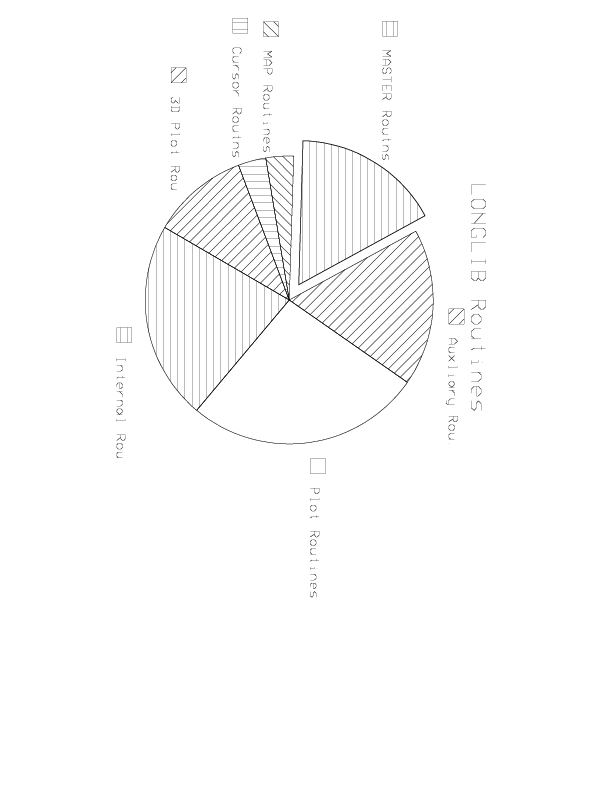 LONGLIB Routines
MASTER Routns
MAP Routines
Cursor Routns
3D Plot Rou
Internal Rou
Plot Routines
Auxliary Rou